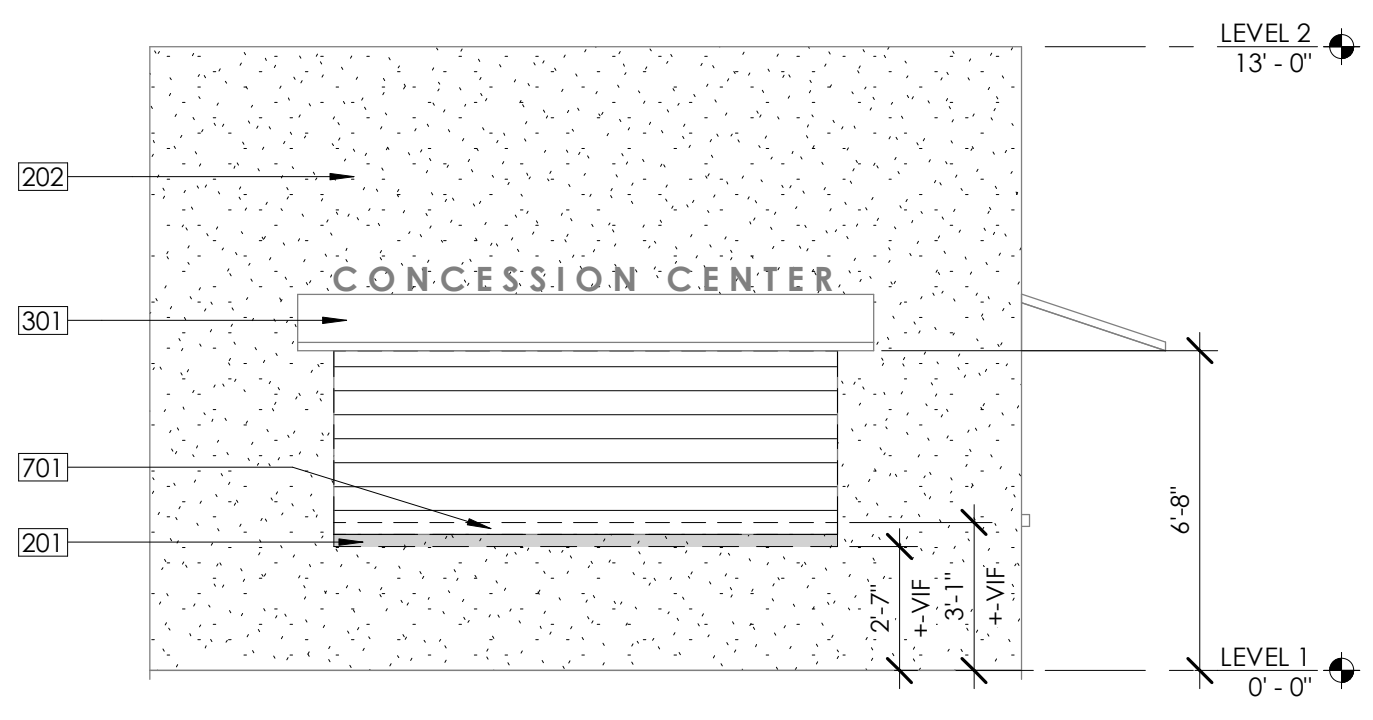 LEVEL 2
13' - 0"
202
CONCESSION CENTER
301
701
201
6'-8"
2'-7"
+-VIF
3'-1"
+-VIF
LEVEL 1
0' - 0"